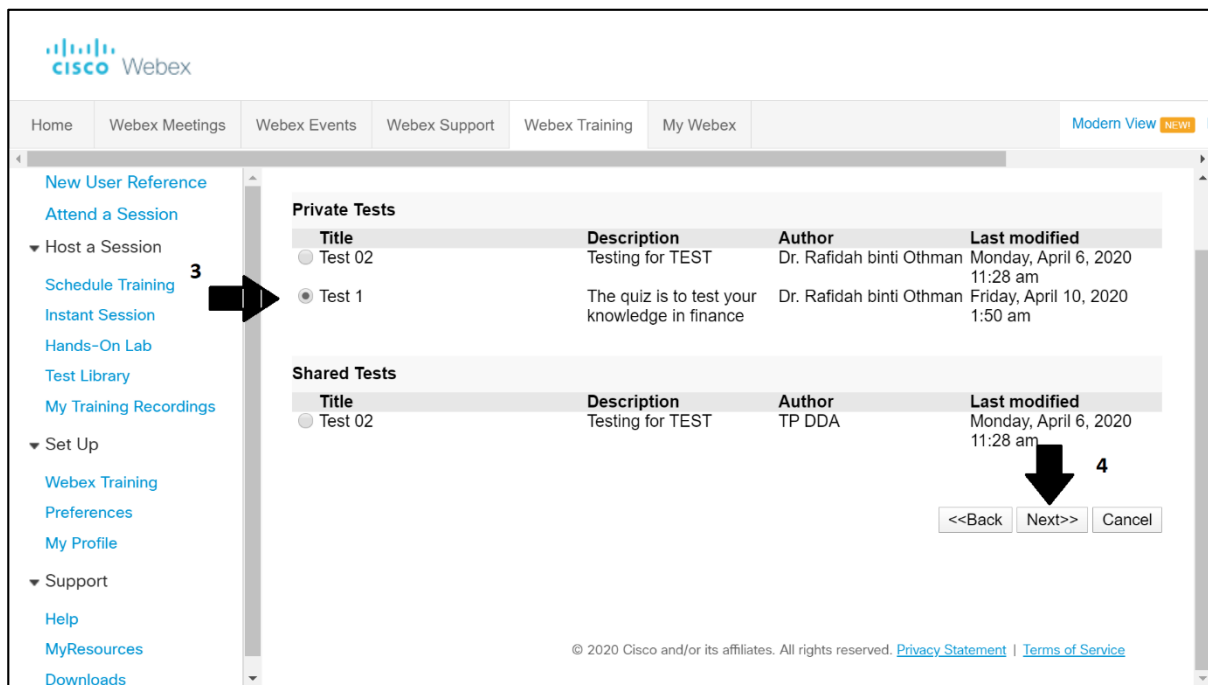 CISCO Webex
Home Webex Meetings Webex Events Webex Support Webex Training My Webex Modern View NEW!
New User Reference
Attend a Session
Host a Session
3
Schedule Training
Instant Session
Hands-On Lab
Test Library
My Training Recordings
Set Up
Webex Training
Preferences
My Profile
Support
Help
MyResources
Downloads
Private Tests
Title Description Author Last modified
Test 02 Testing for TEST Dr. Rafidah binti Othman Monday, April 6, 2020
11:28 am
Test 1 The quiz is to test your Dr. Rafidah binti Othman Friday, April 10, 2020
knowledge in finance 1:50 am
Shared Tests
Title Description Author Last modified
Test 02 Testing for TEST TP DDA Monday, April 6, 2020
11:28 am
4
<<Back Next>> Cancel
© 2020 Cisco and/or its affiliates. All rights reserved. Privacy Statement | Terms of Service